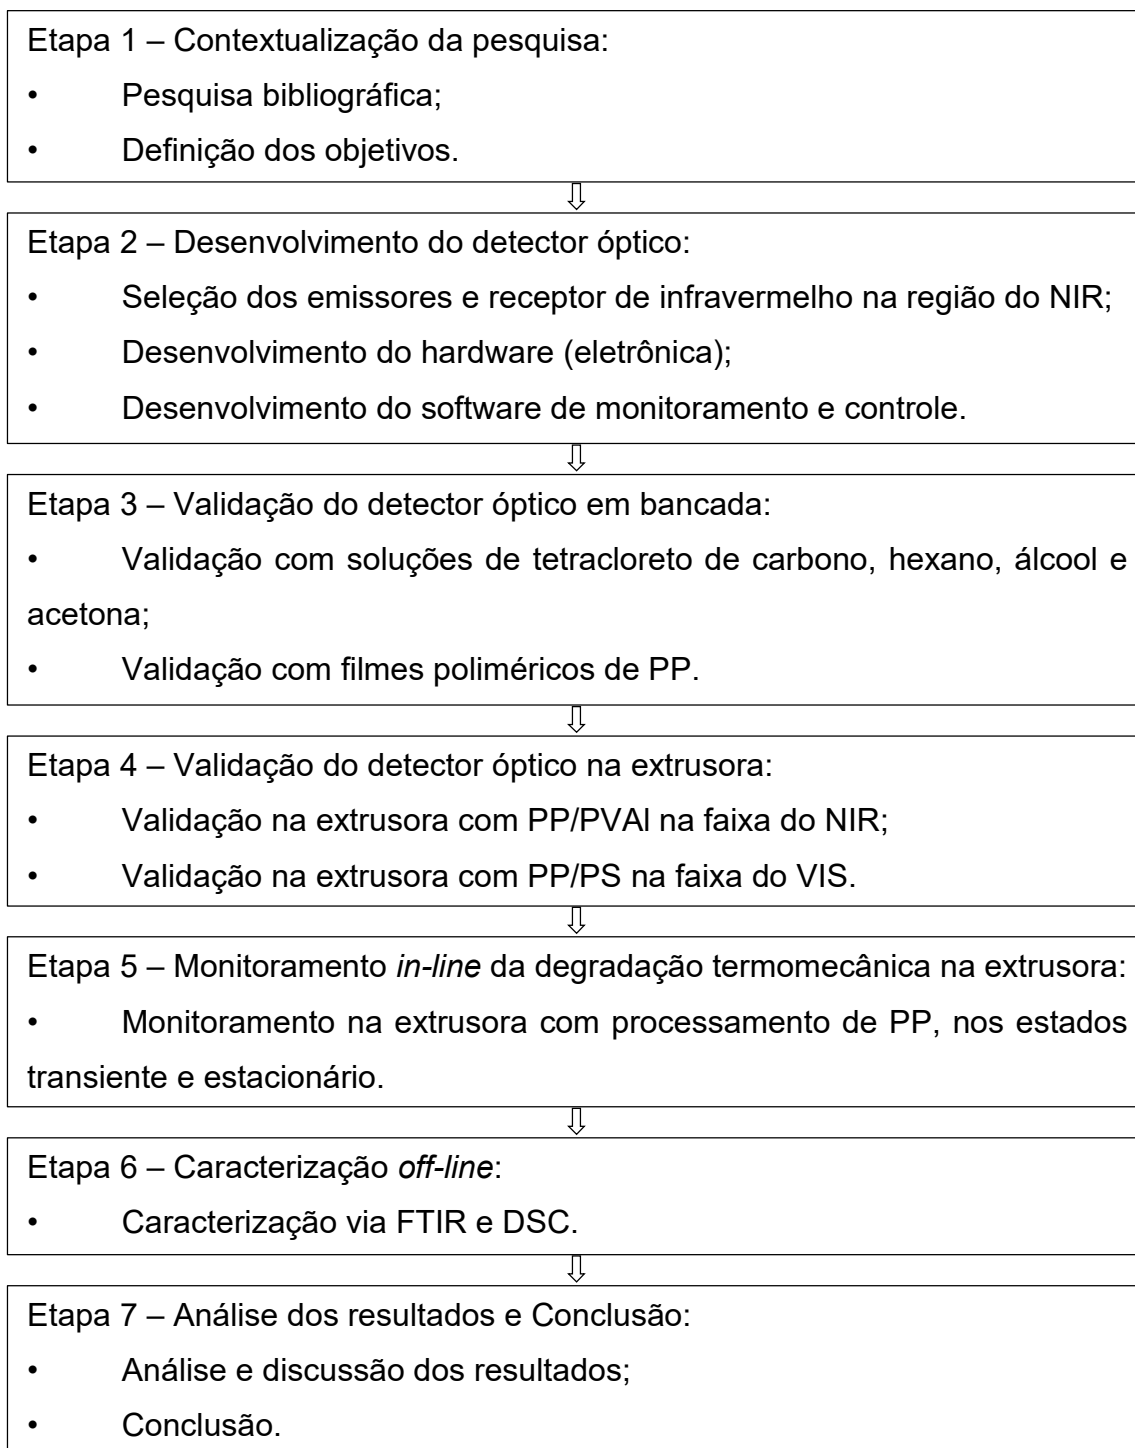 Etapa 1 – Contextualização da pesquisa:
• Pesquisa bibliográfica;
• Definição dos objetivos.
Etapa 2 – Desenvolvimento do detector óptico:
• Seleção dos emissores e receptor de infravermelho na região do NIR;
• Desenvolvimento do hardware (eletrônica);
• Desenvolvimento do software de monitoramento e controle.
Etapa 3 – Validação do detector óptico em bancada:
• Validação com soluções de tetracloreto de carbono, hexano, álcool e
acetona;
• Validação com filmes poliméricos de PP.
Etapa 4 – Validação do detector óptico na extrusora:
• Validação na extrusora com PP/PVAl na faixa do NIR;
• Validação na extrusora com PP/PS na faixa do VIS.
Etapa 5 – Monitoramento in-line da degradação termomecânica na extrusora:
• Monitoramento na extrusora com processamento de PP, nos estados
transiente e estacionário.
Etapa 6 – Caracterização off-line:
• Caracterização via FTIR e DSC.
Etapa 7 – Análise dos resultados e Conclusão:
• Análise e discussão dos resultados;
• Conclusão.